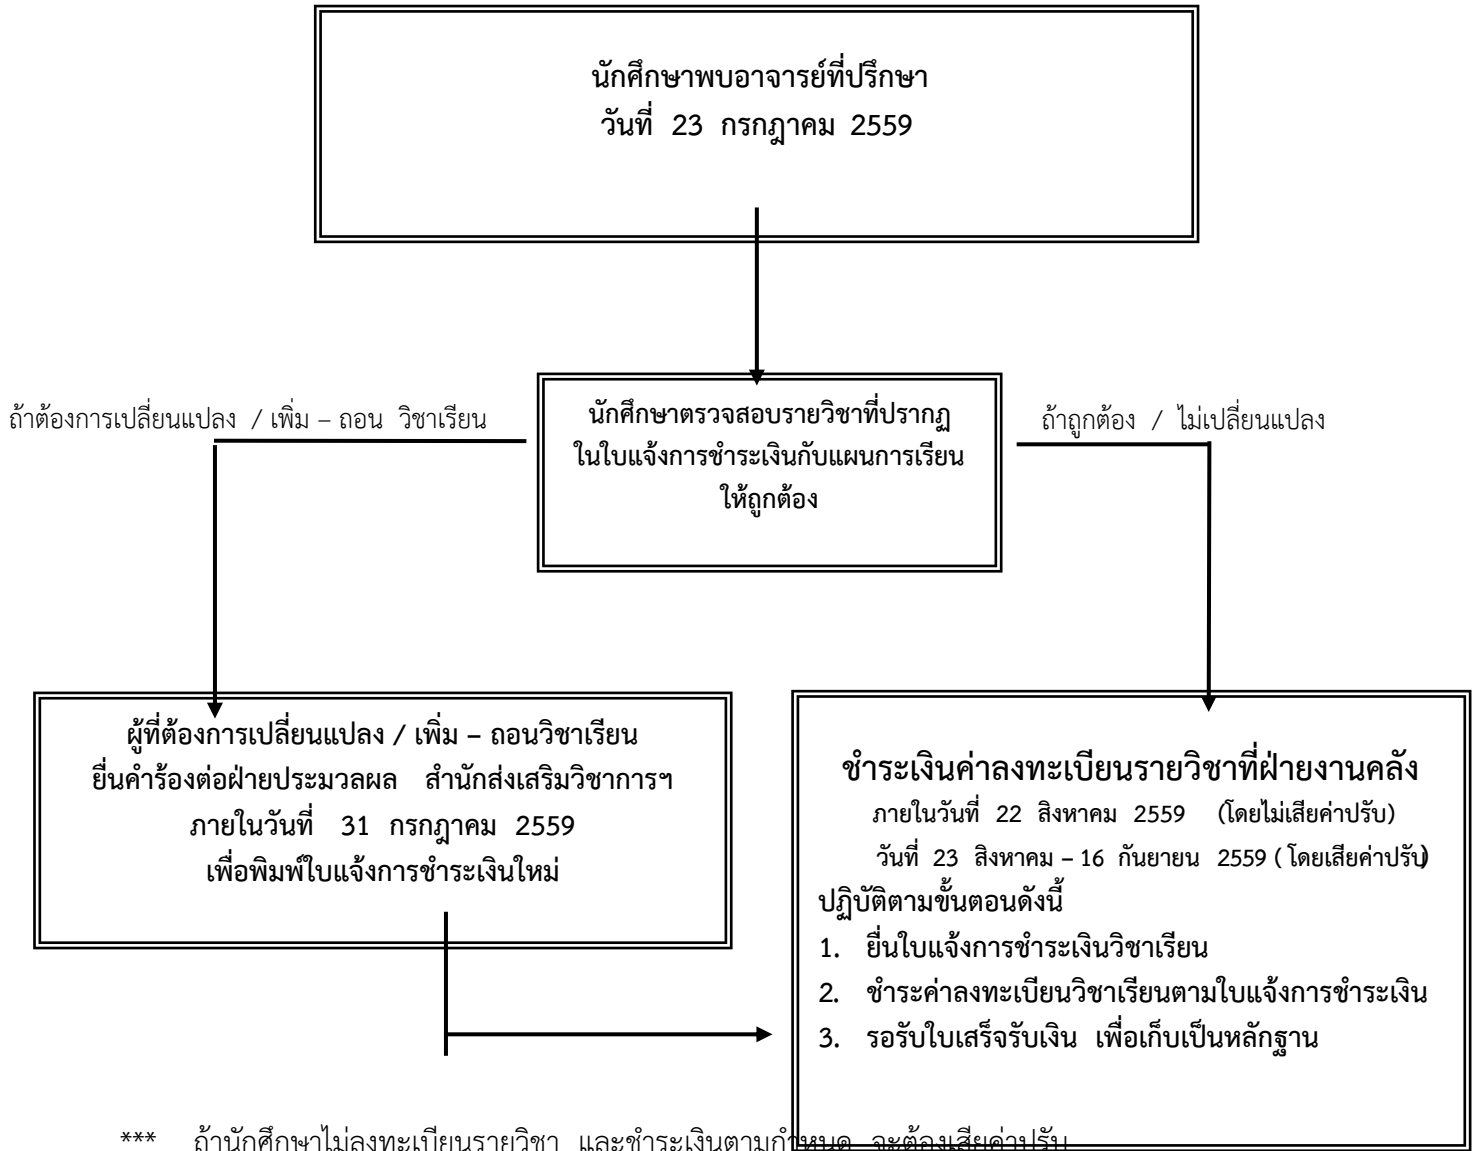 นักศึกษาพบอาจารย์ที่ปรึกษา
วันที่ 23 กรกฎาคม 2559
ถ้าต้องการเปลี่ยนแปลง / เพิ่ม – ถอน วิชาเรียน
นักศึกษาตรวจสอบรายวิชาที่ปรากฏ
ในใบแจ้งการชำระเงินกับแผนการเรียน
ให้ถูกต้อง
ถ้าถูกต้อง / ไม่เปลี่ยนแปลง
ผู้ที่ต้องการเปลี่ยนแปลง / เพิ่ม – ถอนวิชาเรียน
ยื่นคำร้องต่อฝ่ายประมวลผล สำนักส่งเสริมวิชาการฯ
ภายในวันที่ 31 กรกฎาคม 2559
เพื่อพิมพ์ใบแจ้งการชำระเงินใหม่
ชำระเงินค่าลงทะเบียนรายวิชาที่ฝ่ายงานคลัง
ภายในวันที่ 22 สิงหาคม 2559 (โดยไม่เสียค่าปรับ)
วันที่ 23 สิงหาคม – 16 กันยายน 2559 ( โดยเสียค่าปรับ)
ปฏิบัติตามขั้นตอนดังนี้
1. ยื่นใบแจ้งการชำระเงินวิชาเรียน
2. ชำระค่าลงทะเบียนวิชาเรียนตามใบแจ้งการชำระเงิน
3. รอรับใบเสร็จรับเงิน เพื่อเก็บเป็นหลักฐาน
*** ถ้านักศึกษาไม่ลงทะเบียนรายวิชา และชำระเงินตามกำหนด จะต้องเสียค่าปรับ